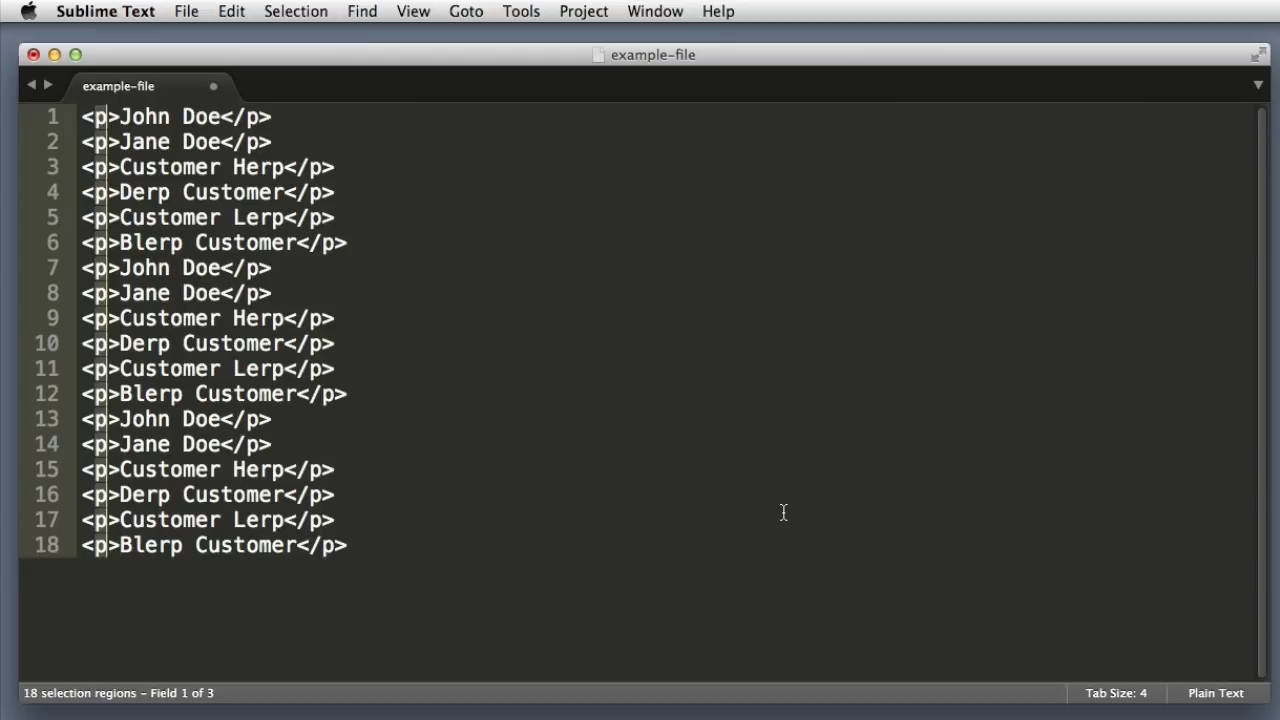 Sublime Text File Edit Selection Find View Goto Tools Project Window Help
example-file
example-file
1 <p>John Doe</p>
2 <p>Jane Doe</p>
3 <p>Customer Herp</p>
4 <p>Derp Customer</p>
5 <p>Customer Lerp</p>
6 <p>Blerp Customer</p>
7 <p>John Doe</p>
8 <p>Jane Doe</p>
9 <p>Customer Herp</p>
10 <p>Derp Customer</p>
11 <p>Customer Lerp</p>
12 <p>Blerp Customer</p>
13 <p>John Doe</p>
14 <p>Jane Doe</p>
15 <p>Customer Herp</p>
16 <p>Derp Customer</p>
17 <p>Customer Lerp</p>
18 <p>Blerp Customer</p>
18 selection regions – Field 1 of 3 Tab Size: 4 Plain Text